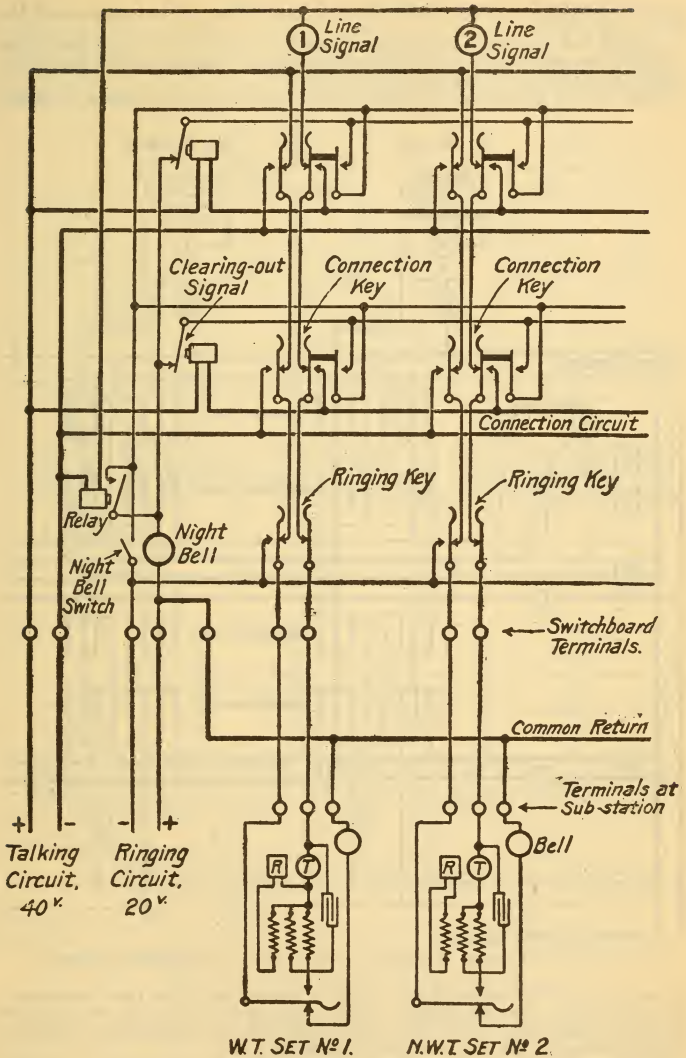 1
Line
Signal
2
Line
Signal
Clearing-out
Signal
Connection
Key
Connection
Key
Connection Circuit
Ringing Key
Ringing Key
Relay
Night
Bell
Night
Bell
Switch
Switchboard
Terminals.
Common Return
Terminals at
Sub-station
+ - - +
Talking
Circuit,
40 v.
Ringing
Circuit,
20 v.
Bell
R T
R T
W.T. SET Nº 1.
N.W.T. SET Nº 2